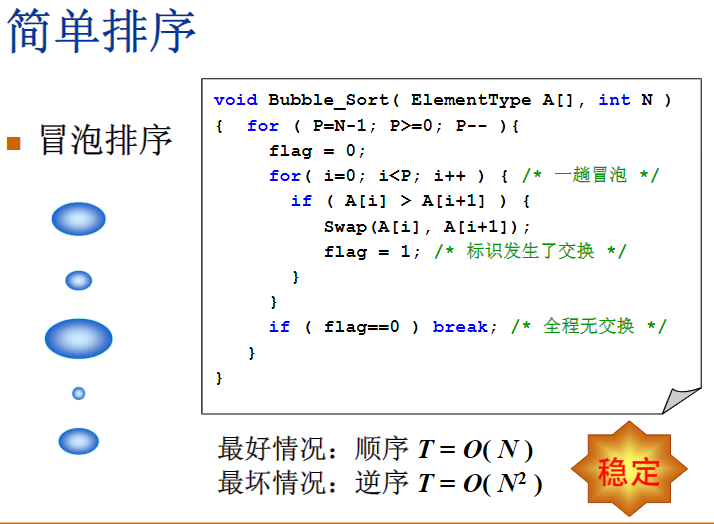 简单排序
冒泡排序
void Bubble_Sort( ElementType A[], int N )
{  for ( P=N-1; P>=0; P-- ){
     flag = 0;
     for( i=0; i<P; i++ ) { /* 一趟冒泡 */
       if ( A[i] > A[i+1] ) {
          Swap(A[i], A[i+1]);
          flag = 1; /* 标识发生了交换 */
       }
     }
     if ( flag==0 ) break; /* 全程无交换 */
   }
}
最好情况：顺序 T = O( N )
最坏情况：逆序 T = O( N² )
稳定